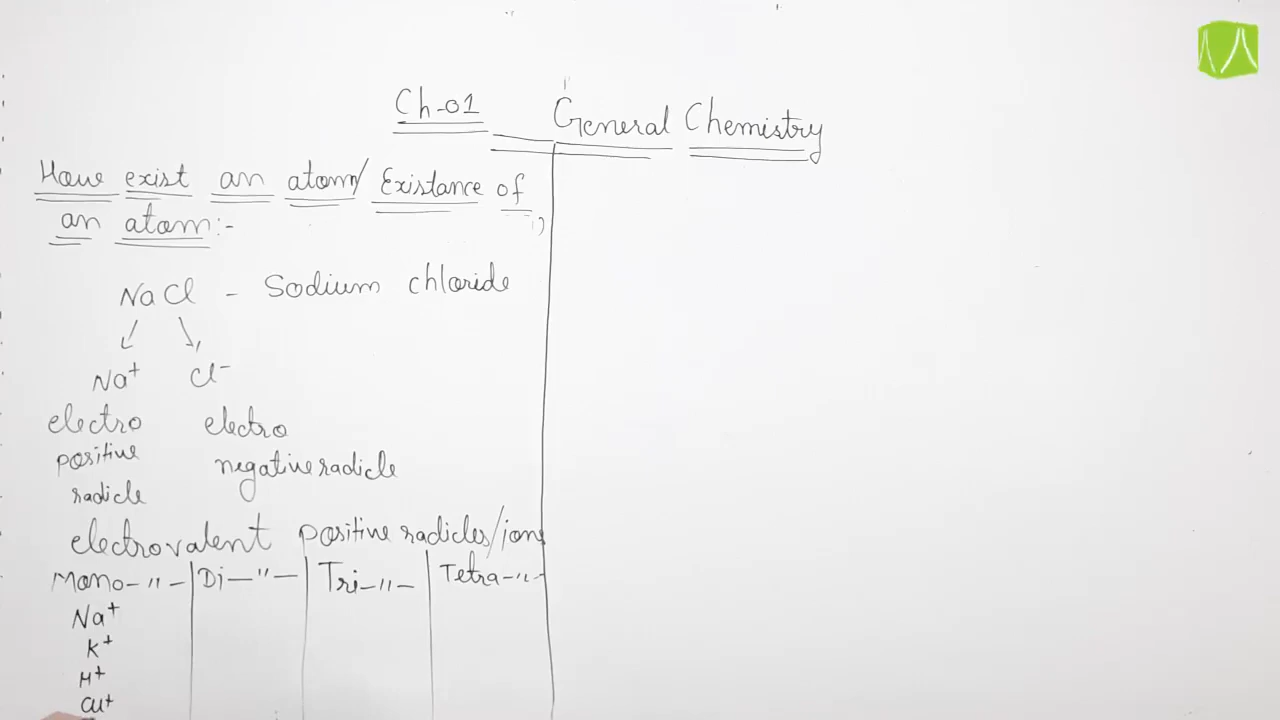 Ch-01 General Chemistry
How exist an atom/ Existance of
an atom:-
NaCl - Sodium chloride
Na+ Cl-
electro electro
positive negative radicle
radicle
electrovalent positive radicles/ions
Mono-〃- Di-〃- Tri-〃- Tetra-〃-
Na+
K+
H+
Cu+